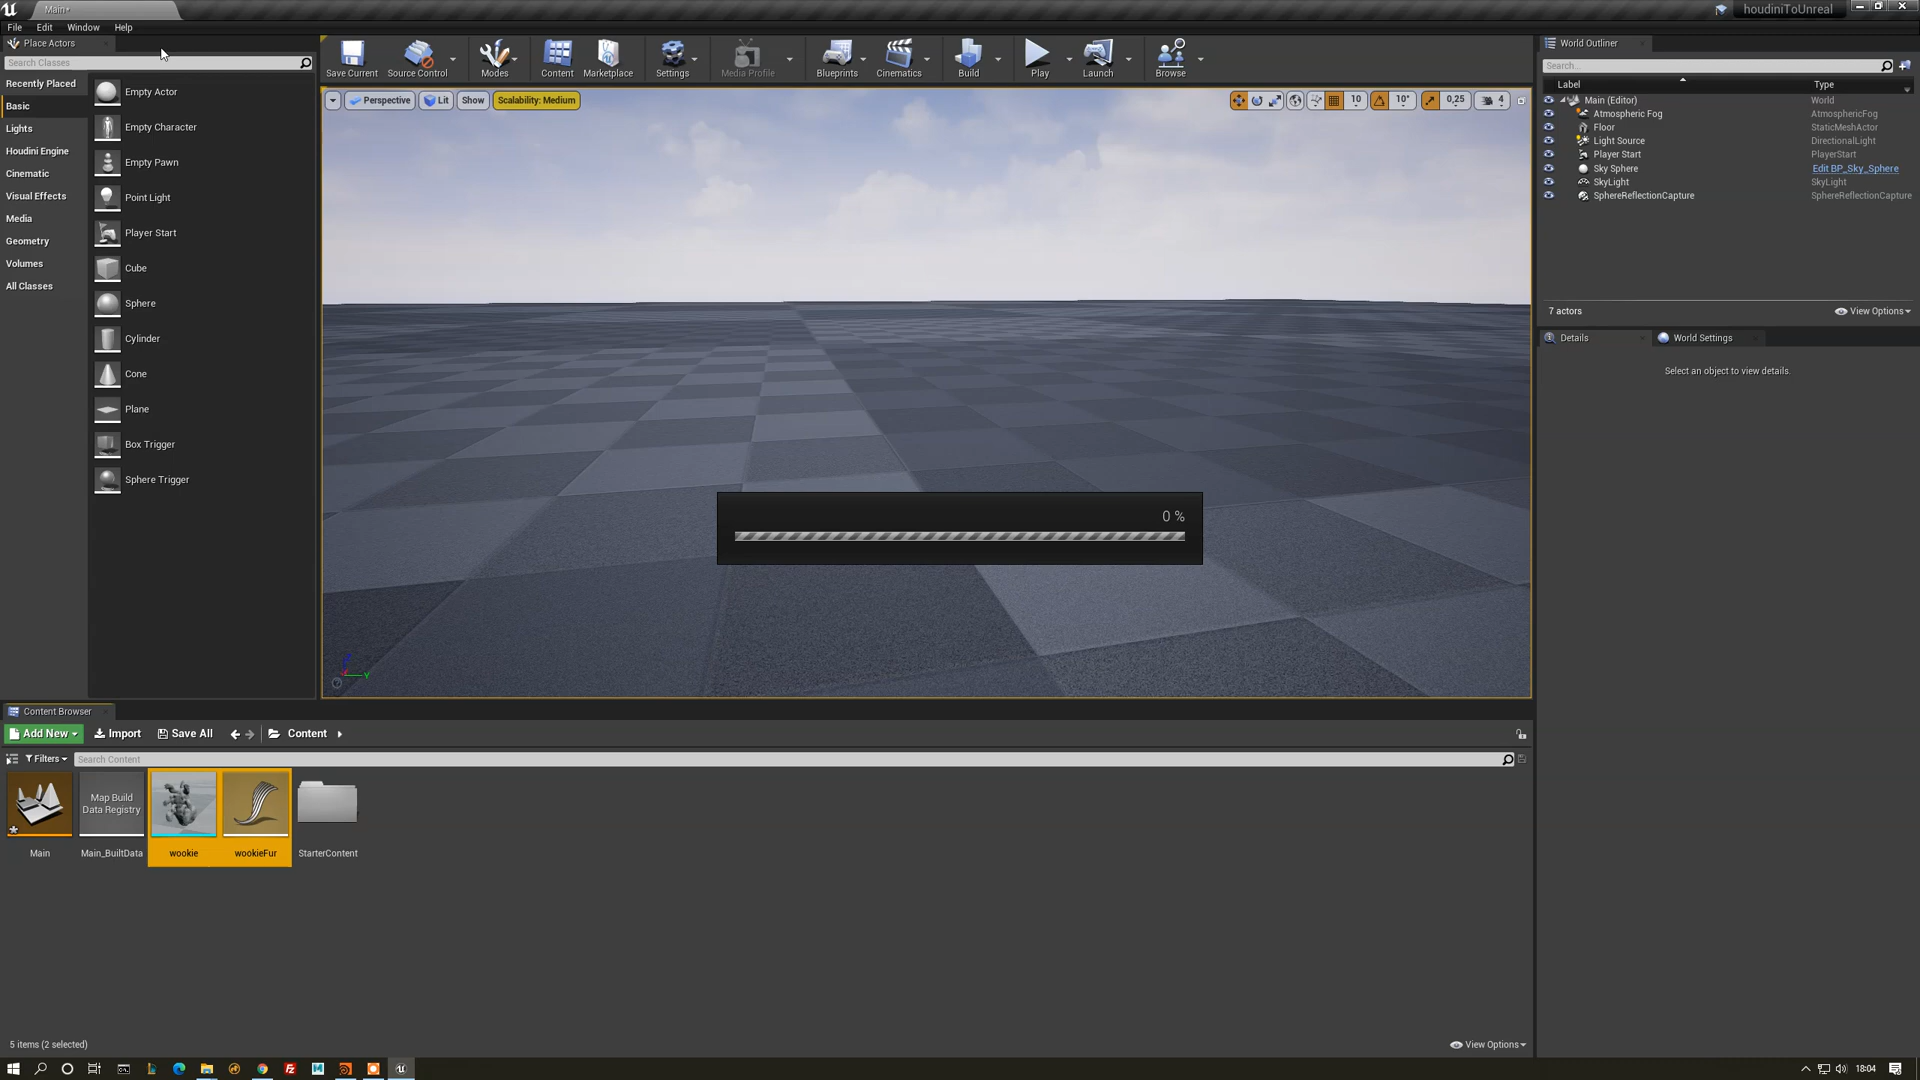 Main*
houdiniToUnreal
File Edit Window Help
Place Actors
Search Classes
Recently Placed
Basic
Lights
Houdini Engine
Cinematic
Visual Effects
Media
Geometry
Volumes
All Classes
Empty Actor
Empty Character
Empty Pawn
Point Light
Player Start
Cube
Sphere
Cylinder
Cone
Plane
Box Trigger
Sphere Trigger
Save Current Source Control Modes Content Marketplace Settings Media Profile Blueprints Cinematics Build Play Launch Browse
Perspective Lit Show Scalability: Medium
10 10° 0,25 4
0 %
Y
World Outliner
Search...
Label Type
Main (Editor) World
Atmospheric Fog AtmosphericFog
Floor StaticMeshActor
Light Source DirectionalLight
Player Start PlayerStart
Sky Sphere Edit BP_Sky_Sphere
SkyLight SkyLight
SphereReflectionCapture SphereReflectionCapture
7 actors View Options
Details World Settings
Select an object to view details.
Content Browser
Add New Import Save All Content
Filters Search Content
Map Build
Data Registry
Main Main_BuiltData wookie wookieFur StarterContent
5 items (2 selected) View Options
18:04